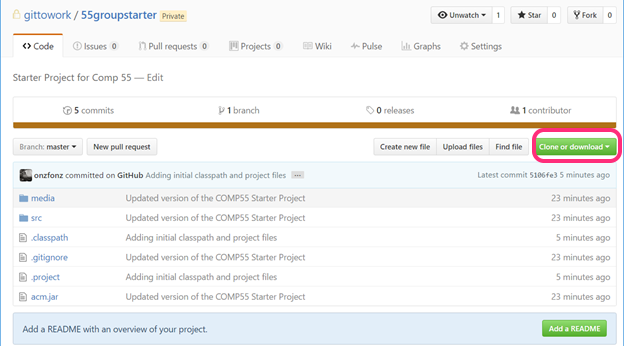 gittowork / 55groupstarter Private
Unwatch 1 Star 0 Fork 0
Code Issues 0 Pull requests 0 Projects 0 Wiki Pulse Graphs Settings
Starter Project for Comp 55 — Edit
5 commits 1 branch 0 releases 1 contributor
Branch: master New pull request Create new file Upload files Find file Clone or download
onzfonz committed on GitHub Adding initial classpath and project files ... Latest commit 5106fe3 5 minutes ago
media Updated version of the COMP55 Starter Project 23 minutes ago
src Updated version of the COMP55 Starter Project 23 minutes ago
.classpath Adding initial classpath and project files 5 minutes ago
.gitignore Updated version of the COMP55 Starter Project 23 minutes ago
.project Adding initial classpath and project files 5 minutes ago
acm.jar Updated version of the COMP55 Starter Project 23 minutes ago
Add a README with an overview of your project. Add a README